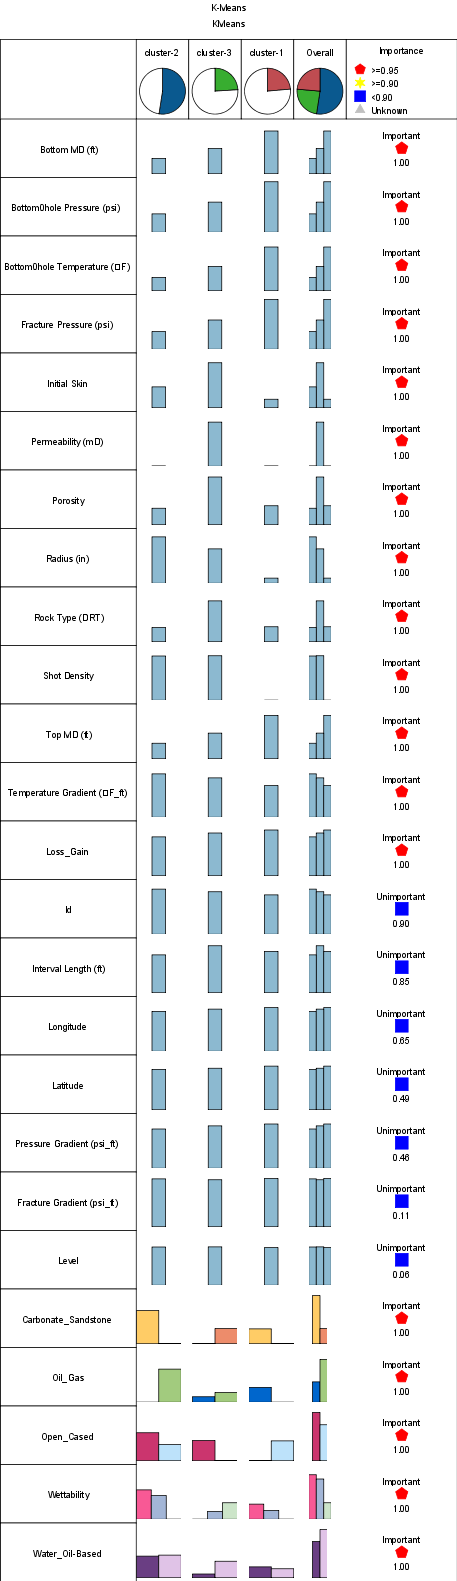 K-Means
KMeans
cluster-2 cluster-3 cluster-1 Overall Importance
>=0.95
>=0.90
<0.90
Unknown
Bottom MD (ft) Important
1.00
Bottom0hole Pressure (psi) Important
1.00
Bottom0hole Temperature (□F) Important
1.00
Fracture Pressure (psi) Important
1.00
Initial Skin Important
1.00
Permeability (mD) Important
1.00
Porosity Important
1.00
Radius (in) Important
1.00
Rock Type (DRT) Important
1.00
Shot Density Important
1.00
Top MD (ft) Important
1.00
Temperature Gradient (□F_ft) Important
1.00
Loss_Gain Important
1.00
Id Unimportant
0.90
Interval Length (ft) Unimportant
0.85
Longitude Unimportant
0.65
Latitude Unimportant
0.49
Pressure Gradient (psi_ft) Unimportant
0.46
Fracture Gradient (psi_ft) Unimportant
0.11
Level Unimportant
0.06
Carbonate_Sandstone Important
1.00
Oil_Gas Important
1.00
Open_Cased Important
1.00
Wettability Important
1.00
Water_Oil-Based Important
1.00